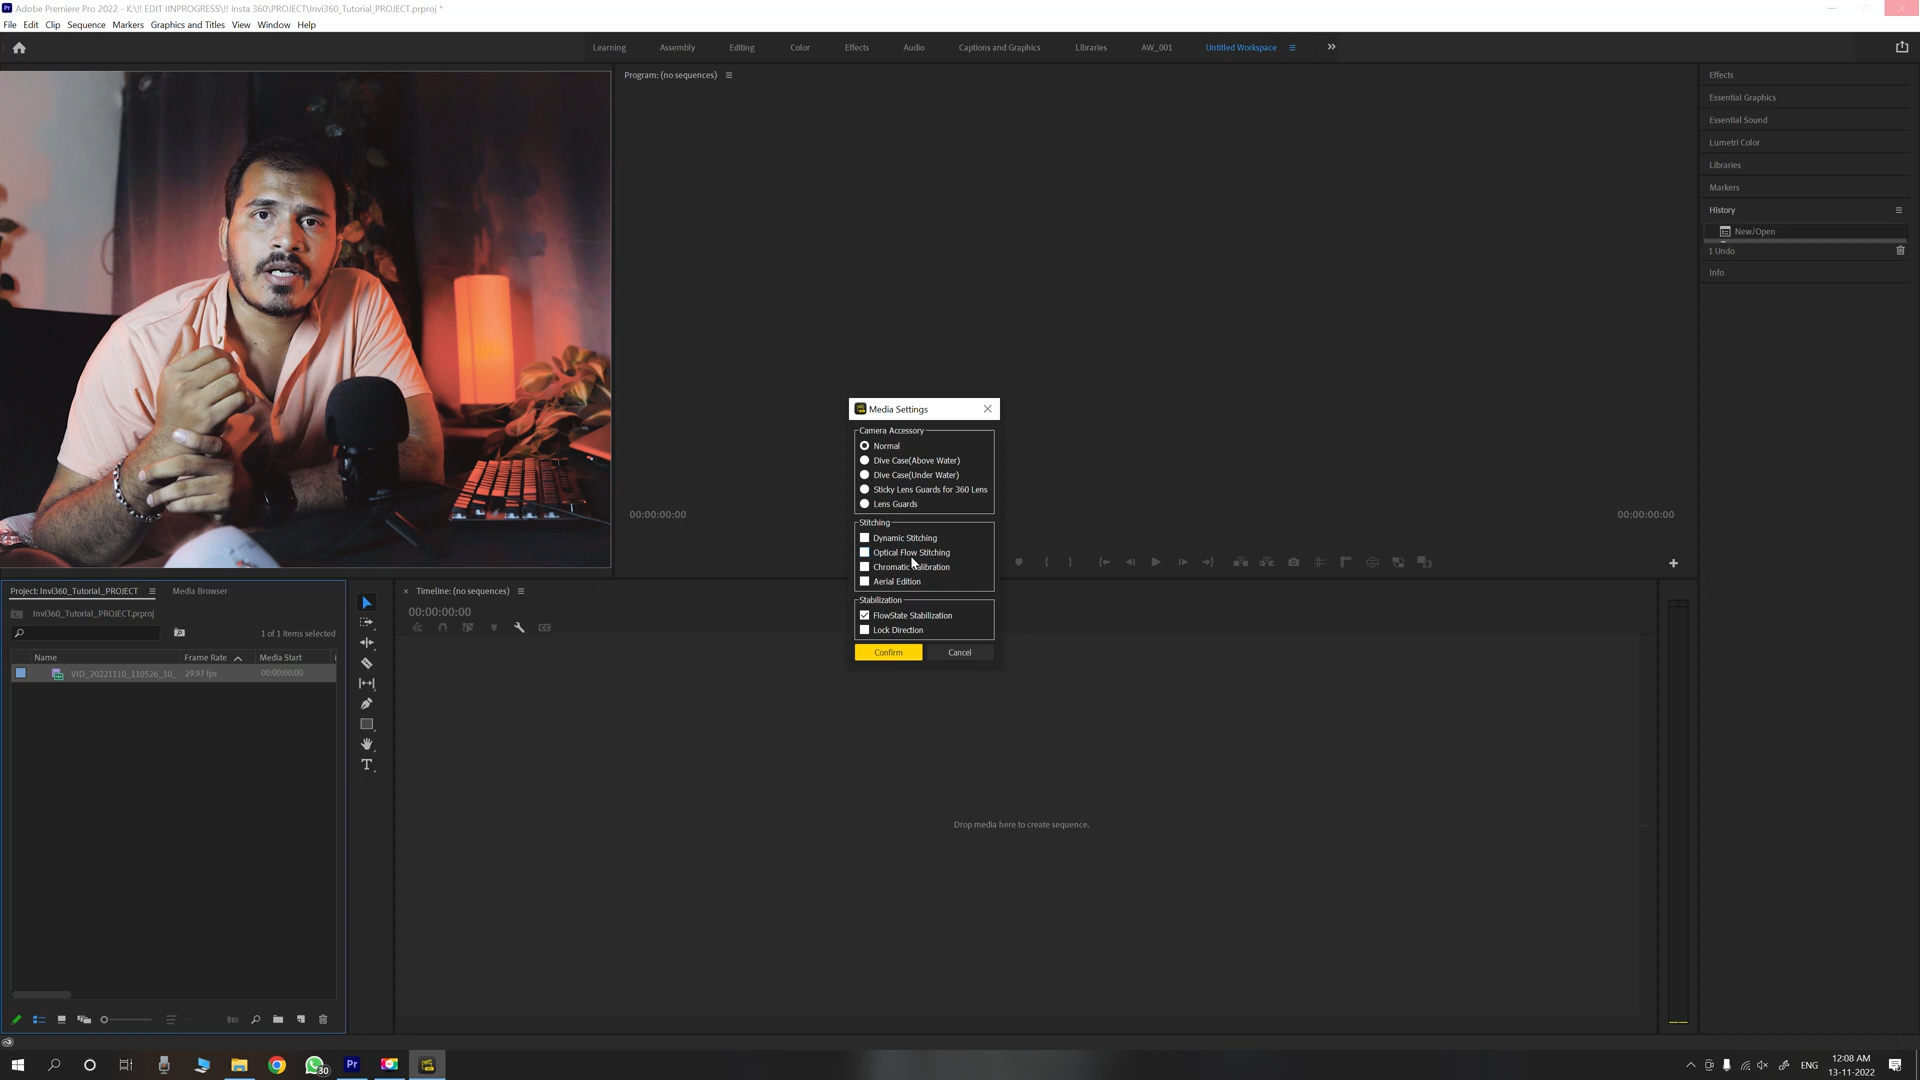 Adobe Premiere Pro 2022 - K:\!! EDIT IINPROGRESS\!! Insta 360\PROJECT\Invi360_Tutorial_PROJECT.prproj *
File Edit Clip Sequence Markers Graphics and Titles View Window Help
Learning Assembly Editing Color Effects Audio Captions and Graphics Libraries AW_001 Untitled Workspace
Program: (no sequences)
Effects
Essential Graphics
Essential Sound
Lumetri Color
Libraries
Markers
History
New/Open
1 Undo
Info
Media Settings
Camera Accessory
Normal
Dive Case(Above Water)
Dive Case(Under Water)
Sticky Lens Guards for 360 Lens
Lens Guards
Stitching
Dynamic Stitching
Optical Flow Stitching
Chromatic
Aerial Edition
Stabilization
FlowState Stabilization
Lock Direction
Confirm Cancel
00:00:00:00 00:00:00:00
Project: Invi360_Tutorial_PROJECT Media Browser
Invi360_Tutorial_PROJECT.prproj
1 of 1 items selected
Name Frame Rate Media Start
VID_20221110_110526_10_ 29.97 fps 00:00:00:00
Timeline: (no sequences)
00:00:00:00
Drop media here to create sequence.
30
ENG
12:08 AM
13-11-2022